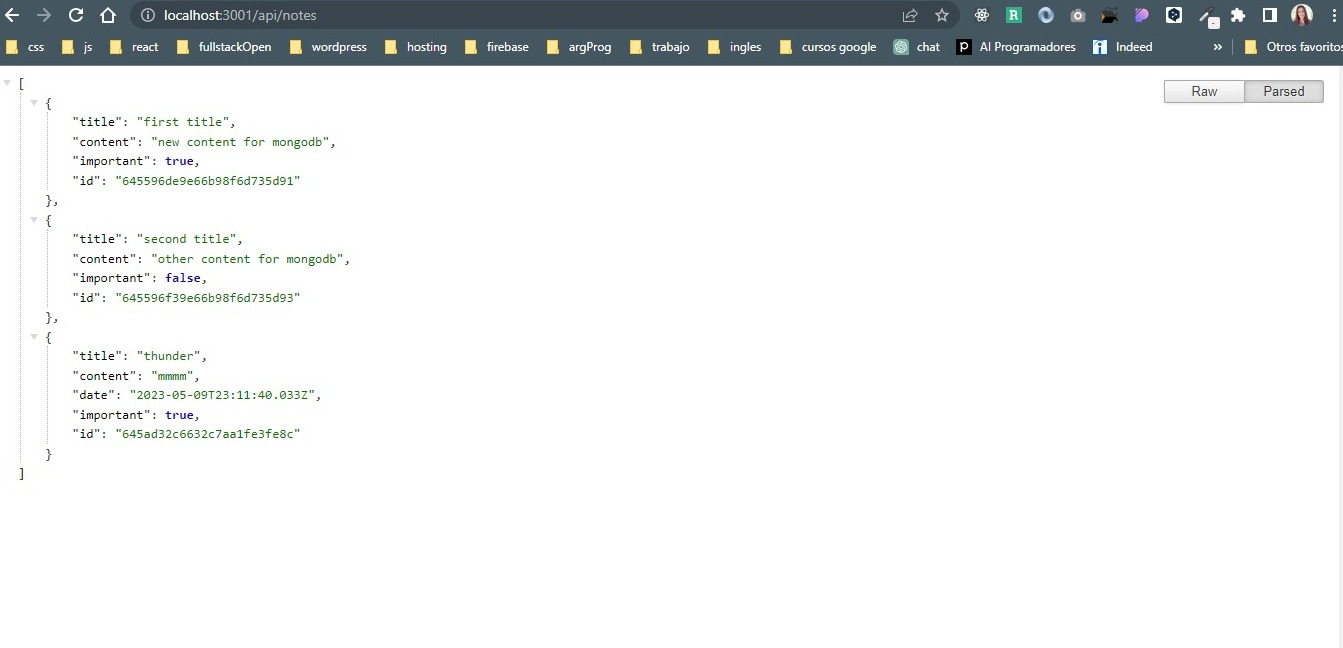 localhost:3001/api/notes
css js react fullstackOpen wordpress hosting firebase argProg trabajo ingles cursos google chat AI Programadores Indeed » Otros favoritos
Raw Parsed
[
{
"title": "first title",
"content": "new content for mongodb",
"important": true,
"id": "645596de9e66b98f6d735d91"
},
{
"title": "second title",
"content": "other content for mongodb",
"important": false,
"id": "645596f39e66b98f6d735d93"
},
{
"title": "thunder",
"content": "mmmm",
"date": "2023-05-09T23:11:40.033Z",
"important": true,
"id": "645ad32c6632c7aa1fe3fe8c"
}
]